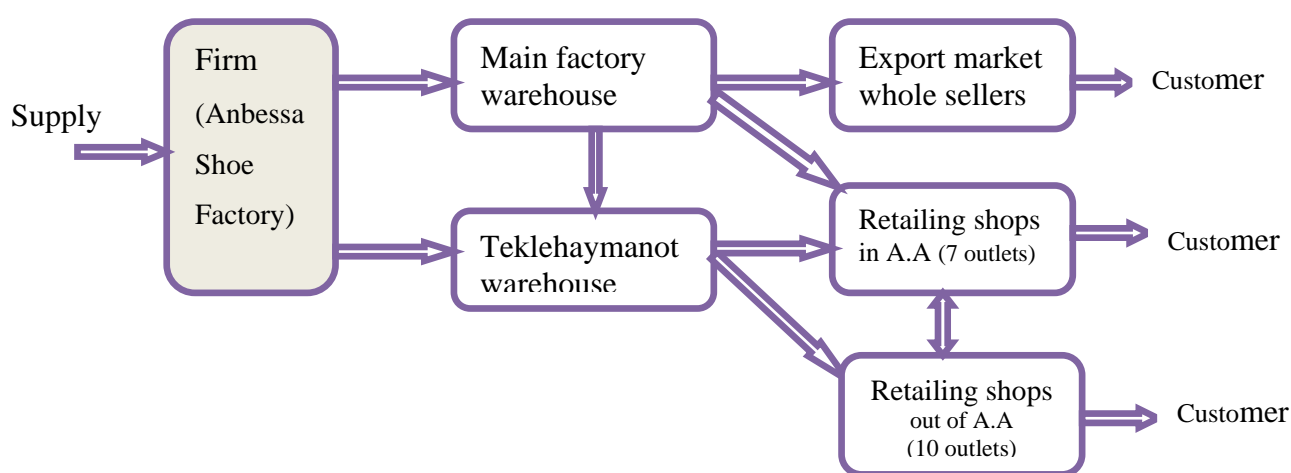 Supply
Firm
(Anbessa
Shoe
Factory)
Main factory
warehouse
Export market
whole sellers
Customer
Teklehaymanot
warehouse
Retailing shops
in A.A (7 outlets)
Customer
Retailing shops
out of A.A
(10 outlets)
Customer